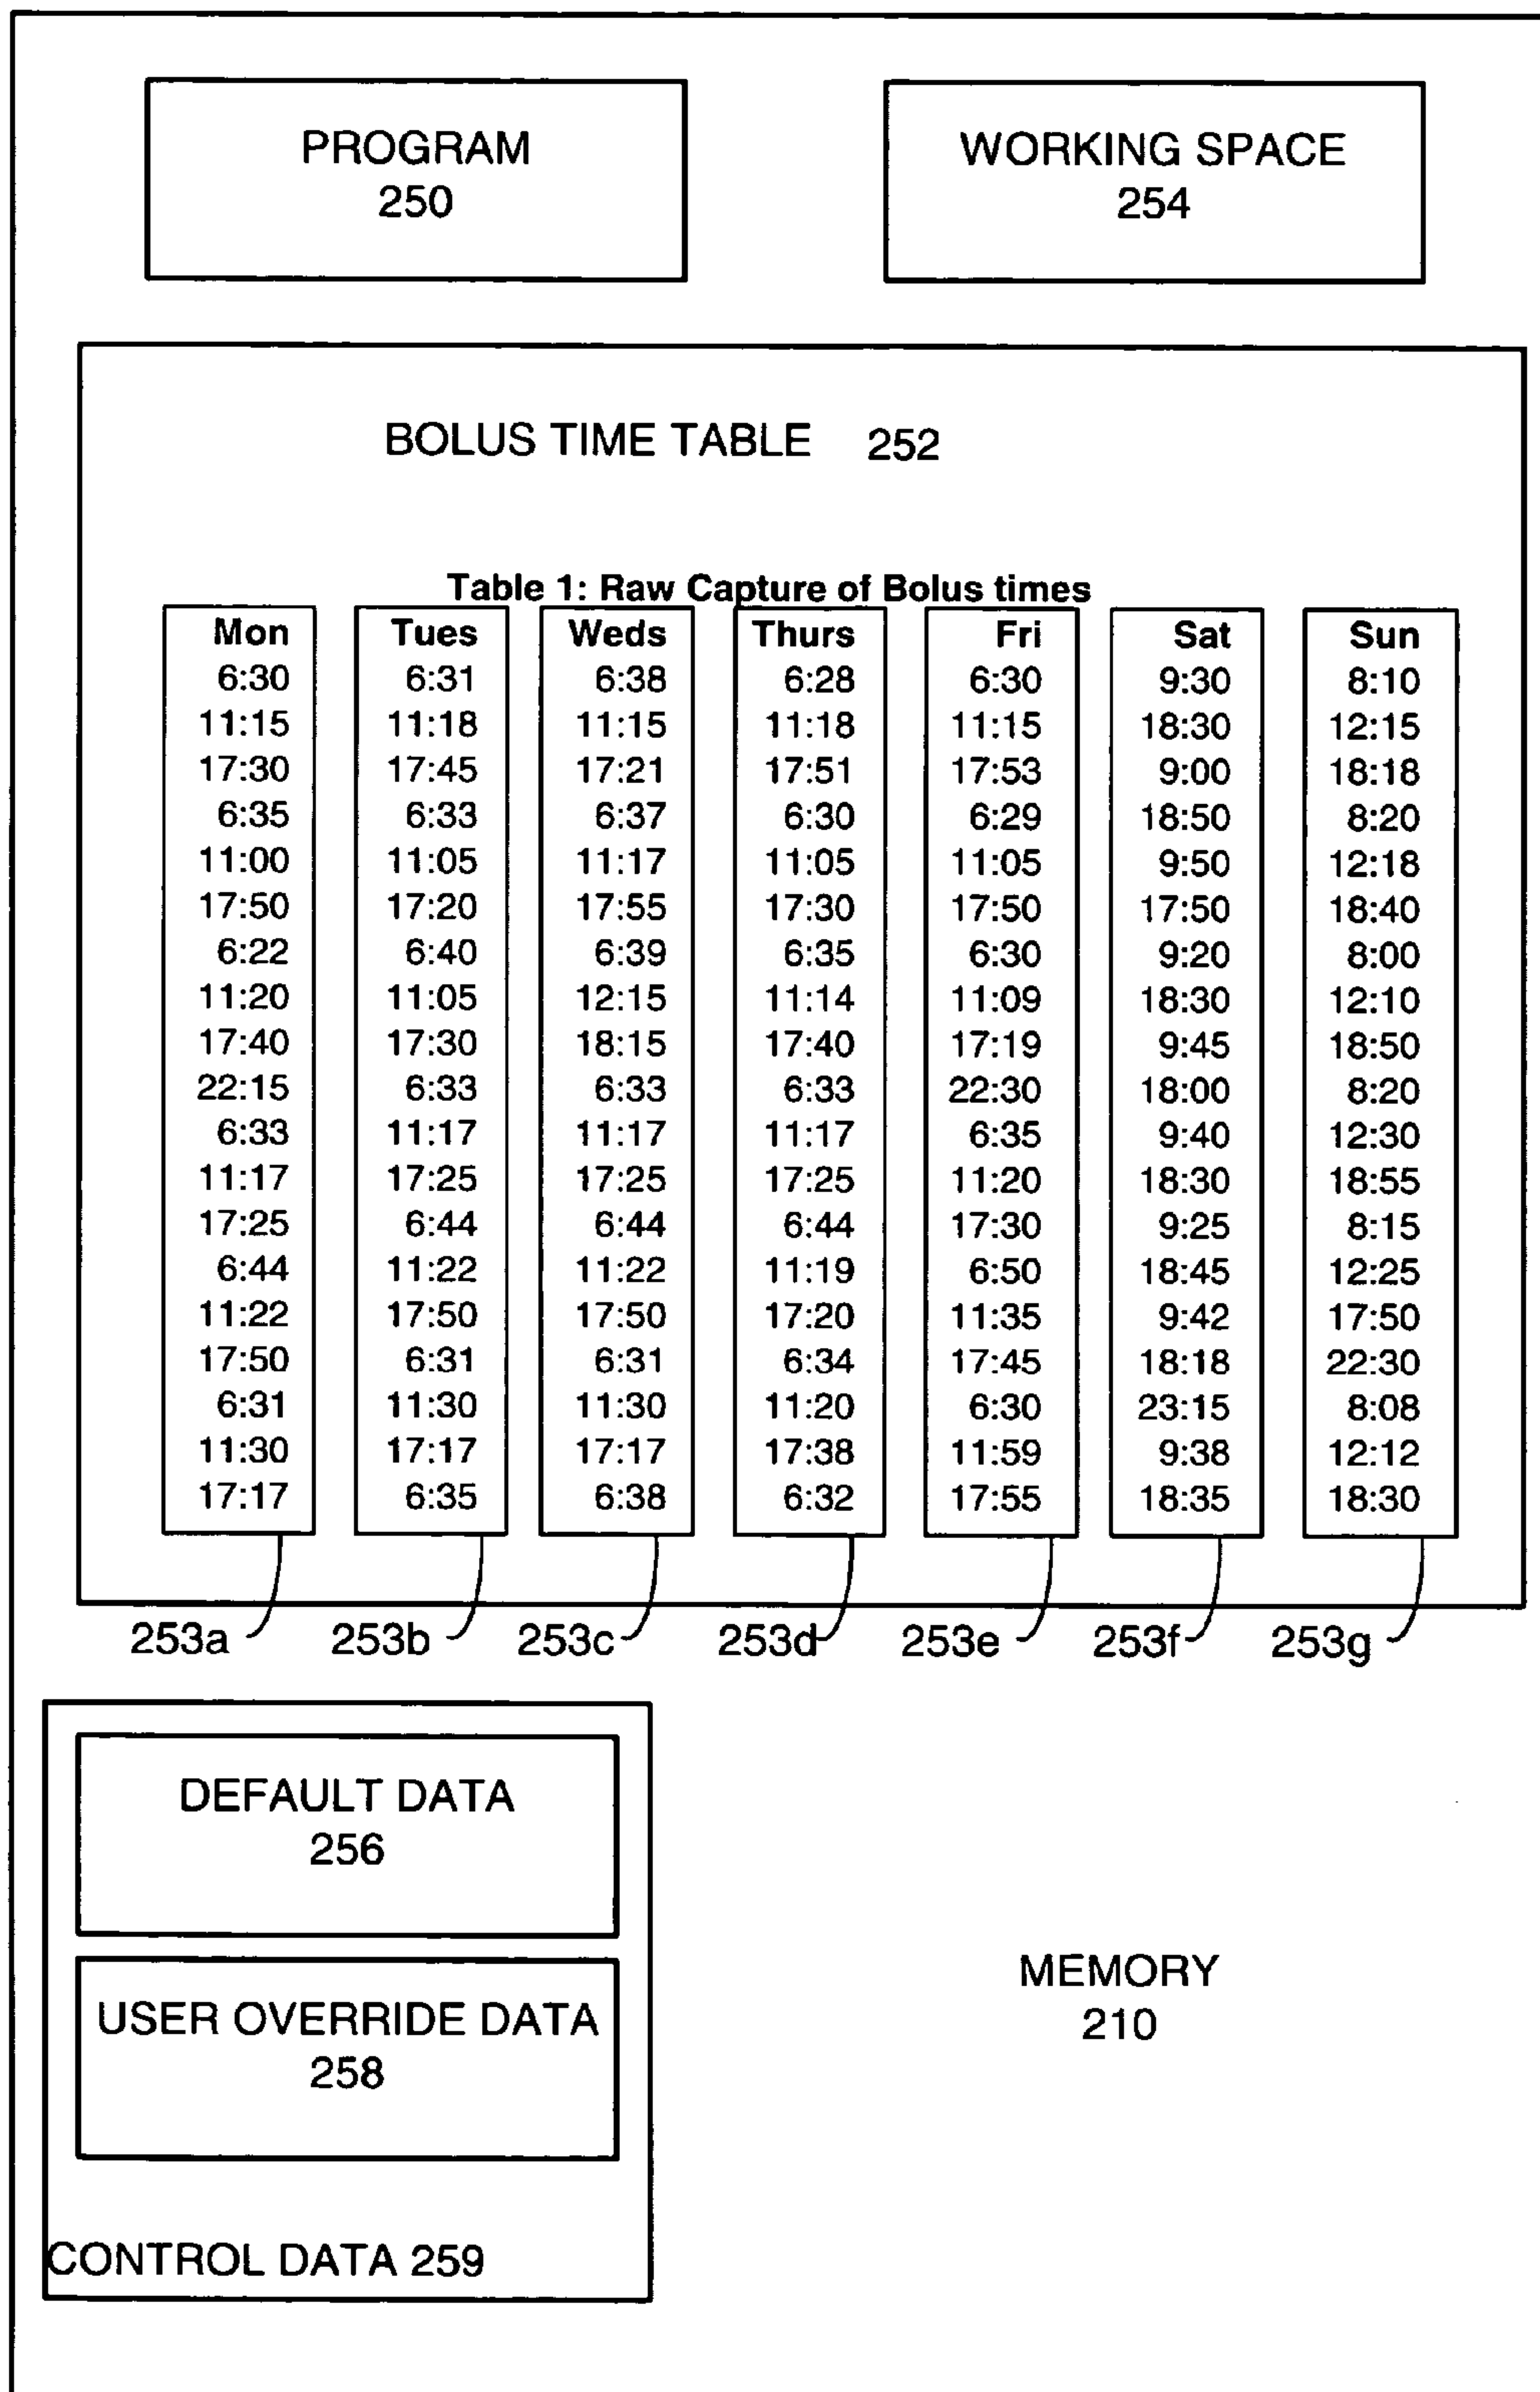 PROGRAM
250
WORKING SPACE
254
BOLUS TIME TABLE 252
Table 1: Raw Capture of Bolus times
Mon Tues Weds Thurs Fri Sat Sun
6:30 6:31 6:38 6:28 6:30 9:30 8:10
11:15 11:18 11:15 11:18 11:15 18:30 12:15
17:30 17:45 17:21 17:51 17:53 9:00 18:18
6:35 6:33 6:37 6:30 6:29 18:50 8:20
11:00 11:05 11:17 11:05 11:05 9:50 12:18
17:50 17:20 17:55 17:30 17:50 17:50 18:40
6:22 6:40 6:39 6:35 6:30 9:20 8:00
11:20 11:05 12:15 11:14 11:09 18:30 12:10
17:40 17:30 18:15 17:40 17:19 9:45 18:50
22:15 6:33 6:33 6:33 22:30 18:00 8:20
6:33 11:17 11:17 11:17 6:35 9:40 12:30
11:17 17:25 17:25 17:25 11:20 18:30 18:55
17:25 6:44 6:44 6:44 17:30 9:25 8:15
6:44 11:22 11:22 11:19 6:50 18:45 12:25
11:22 17:50 17:50 17:20 11:35 9:42 17:50
17:50 6:31 6:31 6:34 17:45 18:18 22:30
6:31 11:30 11:30 11:20 6:30 23:15 8:08
11:30 17:17 17:17 17:38 11:59 9:38 12:12
17:17 6:35 6:38 6:32 17:55 18:35 18:30
253a 253b 253c 253d 253e 253f 253g
DEFAULT DATA
256
USER OVERRIDE DATA
258
CONTROL DATA 259
MEMORY
210